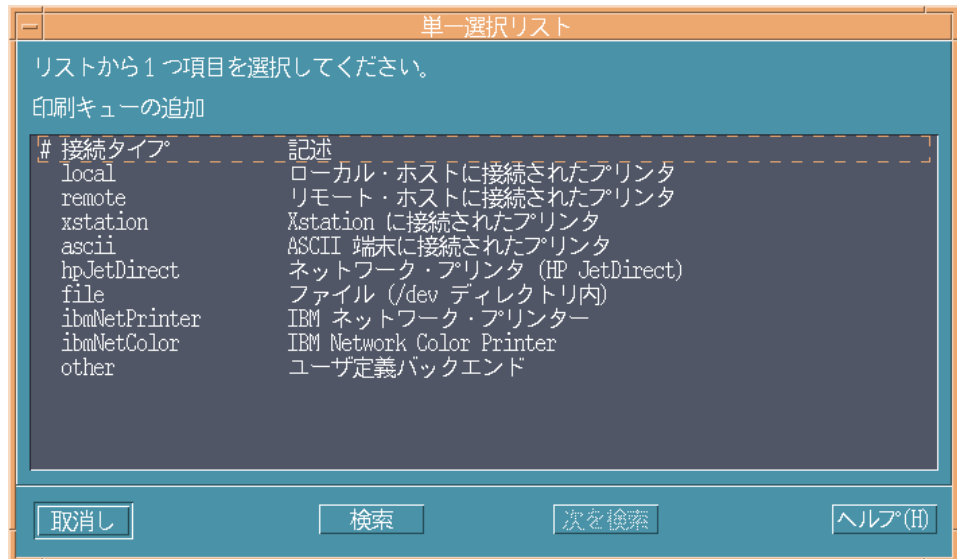 単一選択リスト
リストから1つ項目を選択してください。
印刷キューの追加
# 接続タイプ 記述
local ローカル・ホストに接続されたプリンタ
remote リモート・ホストに接続されたプリンタ
xstation Xstation に接続されたプリンタ
ascii ASCII 端末に接続されたプリンタ
hpJetDirect ネットワーク・プリンタ (HP JetDirect)
file ファイル (/dev ディレクトリ内)
ibmNetPrinter IBM ネットワーク・プリンター
ibmNetColor IBM Network Color Printer
other ユーザ定義バックエンド
取消し 検索 次を検索 ヘルプ(H)